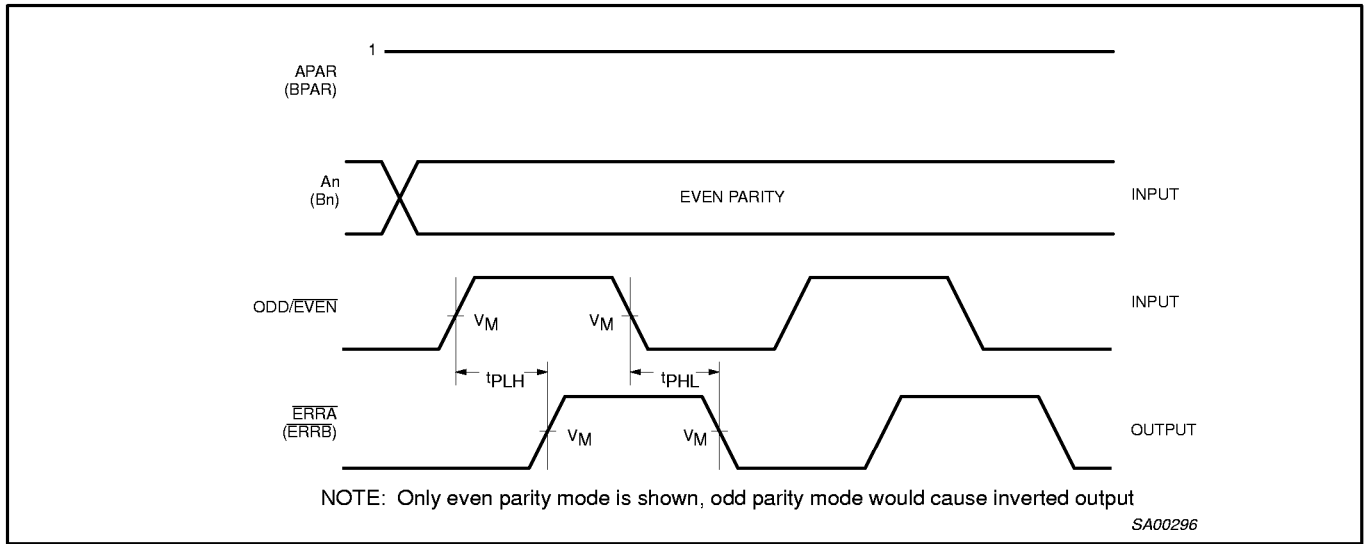 1
APAR
(BPAR)
An
(Bn)
EVEN PARITY
INPUT
ODD/EVEN
VM
VM
INPUT
tPLH
tPHL
ERRA
(ERRB)
VM
VM
OUTPUT
NOTE: Only even parity mode is shown, odd parity mode would cause inverted output
SA00296